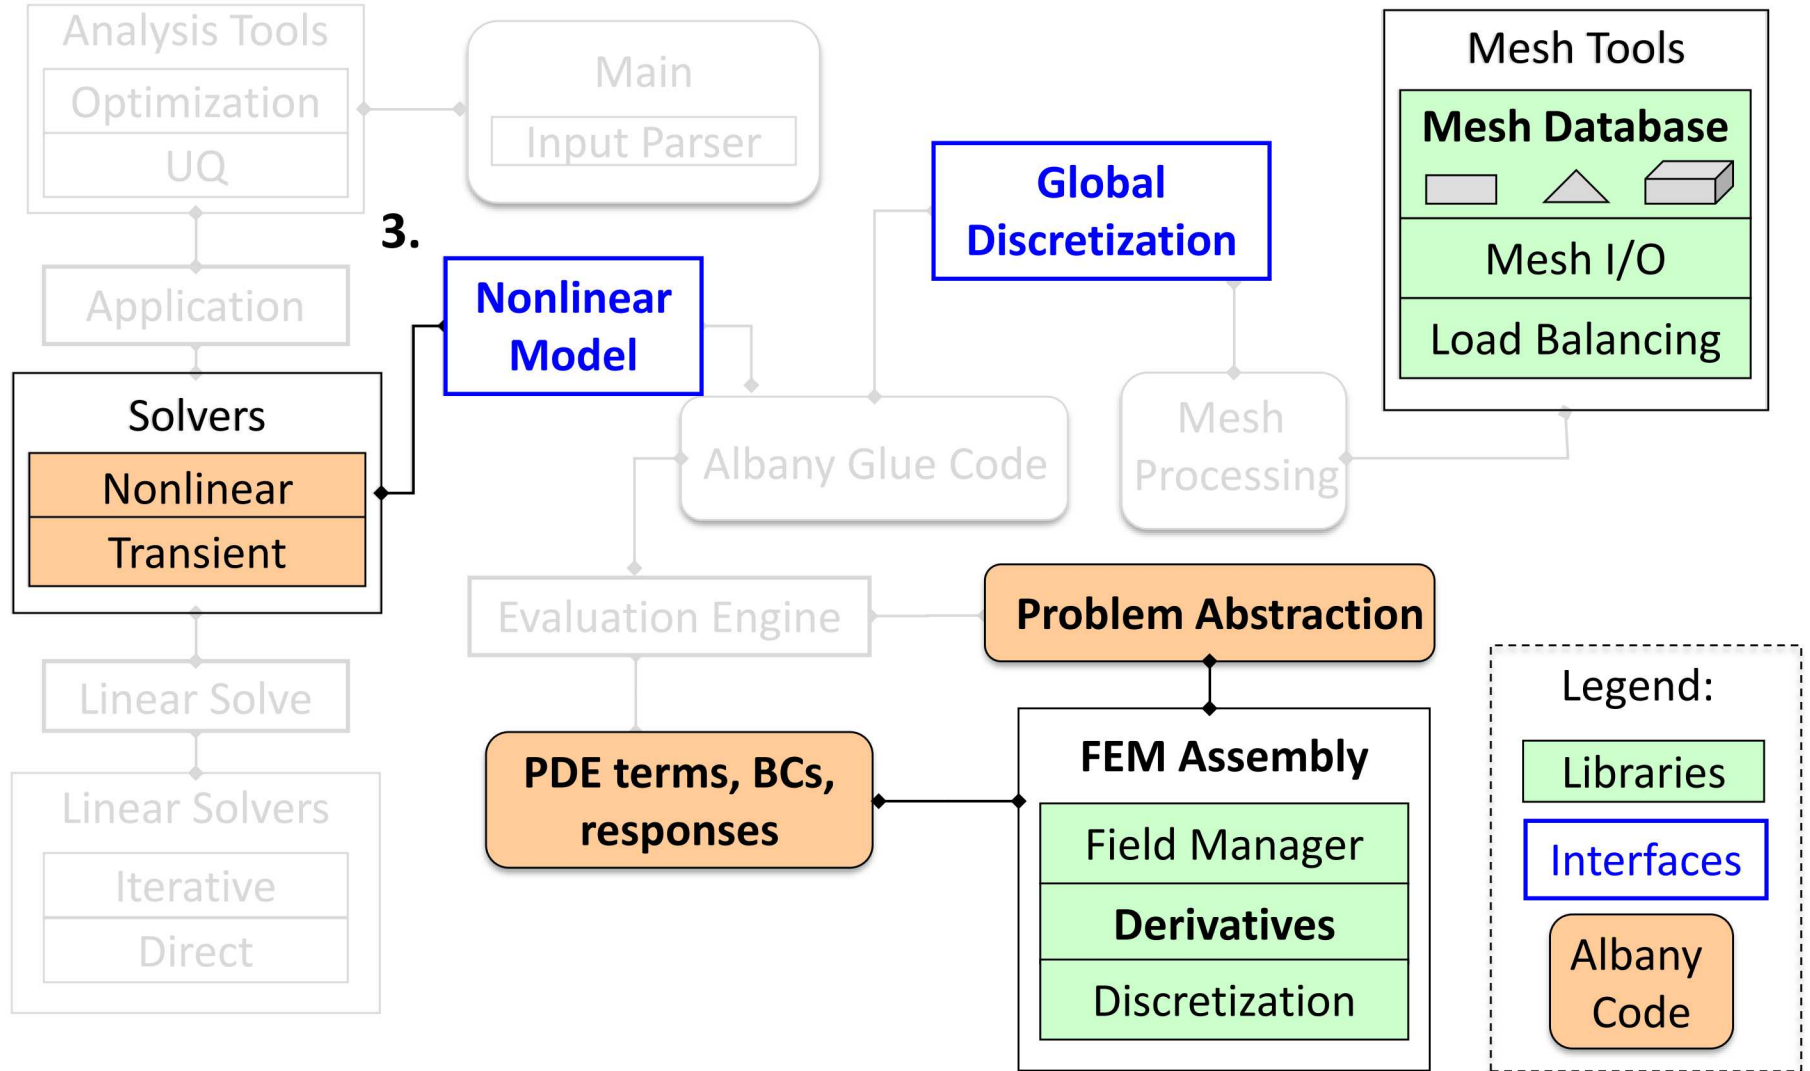 Analysis Tools
Optimization
UQ
Main
Input Parser
3.
Application
Nonlinear
Model
Global
Discretization
Mesh Tools
Mesh Database
Mesh I/O
Load Balancing
Solvers
Nonlinear
Transient
Albany Glue Code
Mesh
Processing
Evaluation Engine
Problem Abstraction
Linear Solve
Linear Solvers
Iterative
Direct
PDE terms, BCs,
responses
FEM Assembly
Field Manager
Derivatives
Discretization
Legend:
Libraries
Interfaces
Albany
Code